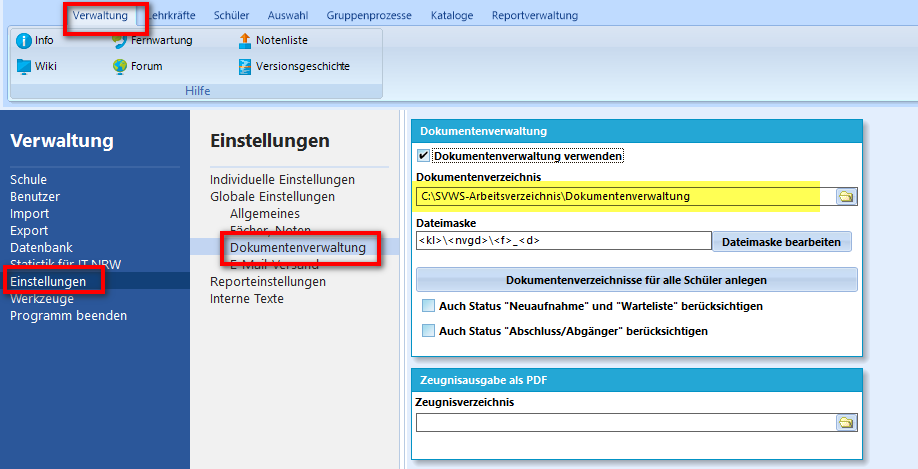 Verwaltung Lehrkräfte Schüler Auswahl Gruppenprozesse Kataloge Reportverwaltung
Info Fernwartung Notenliste
Wiki Forum Versionsgeschichte
Hilfe
Verwaltung
Schule
Benutzer
Import
Export
Datenbank
Statistik für IT.NRW
Einstellungen
Werkzeuge
Programm beenden
Einstellungen
Individuelle Einstellungen
Globale Einstellungen
Allgemeines
Fächer, Noten
Dokumentenverwaltung
E-Mail-Versand
Reporteinstellungen
Interne Texte
Dokumentenverwaltung
Dokumentenverwaltung verwenden
Dokumentenverzeichnis
C:\SVWS-Arbeitsverzeichnis\Dokumentenverwaltung
Dateimaske
<kl>\<nvgd>\<f>_<d> Dateimaske bearbeiten
Dokumentenverzeichnisse für alle Schüler anlegen
Auch Status "Neuaufnahme" und "Warteliste" berücksichtigen
Auch Status "Abschluss/Abgänger" berücksichtigen
Zeugnisausgabe als PDF
Zeugnisverzeichnis